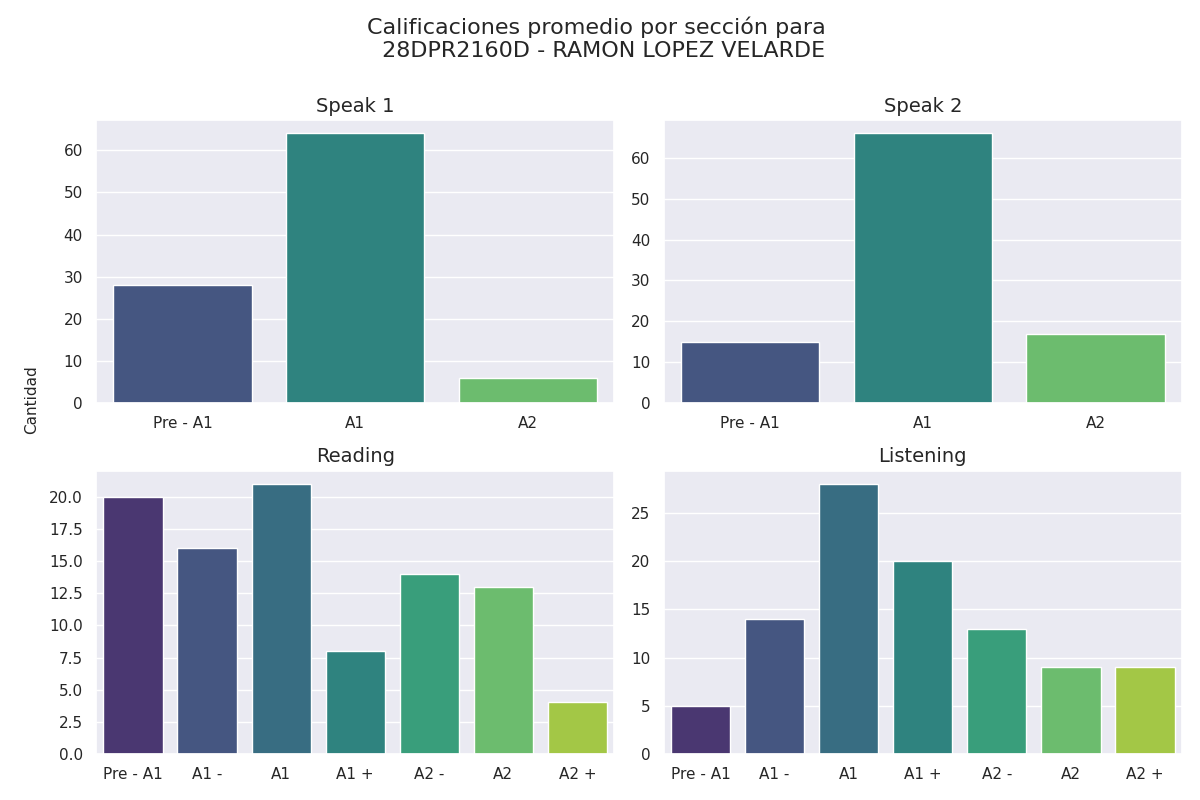 Calificaciones promedio por sección para
28DPR2160D - RAMON LOPEZ VELARDE
Speak 1
60
50
40
30
20
10
0
Pre - A1 A1 A2
Speak 2
60
50
40
30
20
10
0
Pre - A1 A1 A2
Cantidad
Reading
20.0
17.5
15.0
12.5
10.0
7.5
5.0
2.5
0.0
Pre - A1 A1 - A1 A1 + A2 - A2 A2 +
Listening
25
20
15
10
5
0
Pre - A1 A1 - A1 A1 + A2 - A2 A2 +